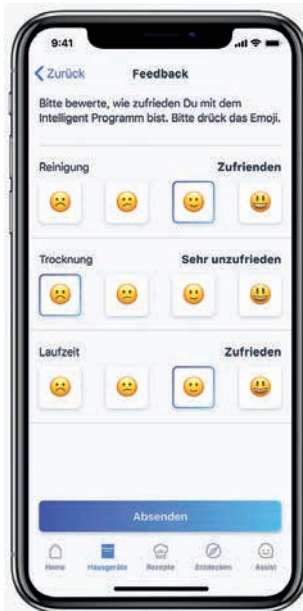 9:41
Zurück Feedback
Bitte bewerte, wie zufrieden Du mit dem
Intelligent Programm bist. Bitte drück das Emoji.
Reinigung Zufrienden
Trocknung Sehr unzufrieden
Laufzeit Zufrieden
Absenden
Home Hausgeräte Rezepte Entdecken Assist